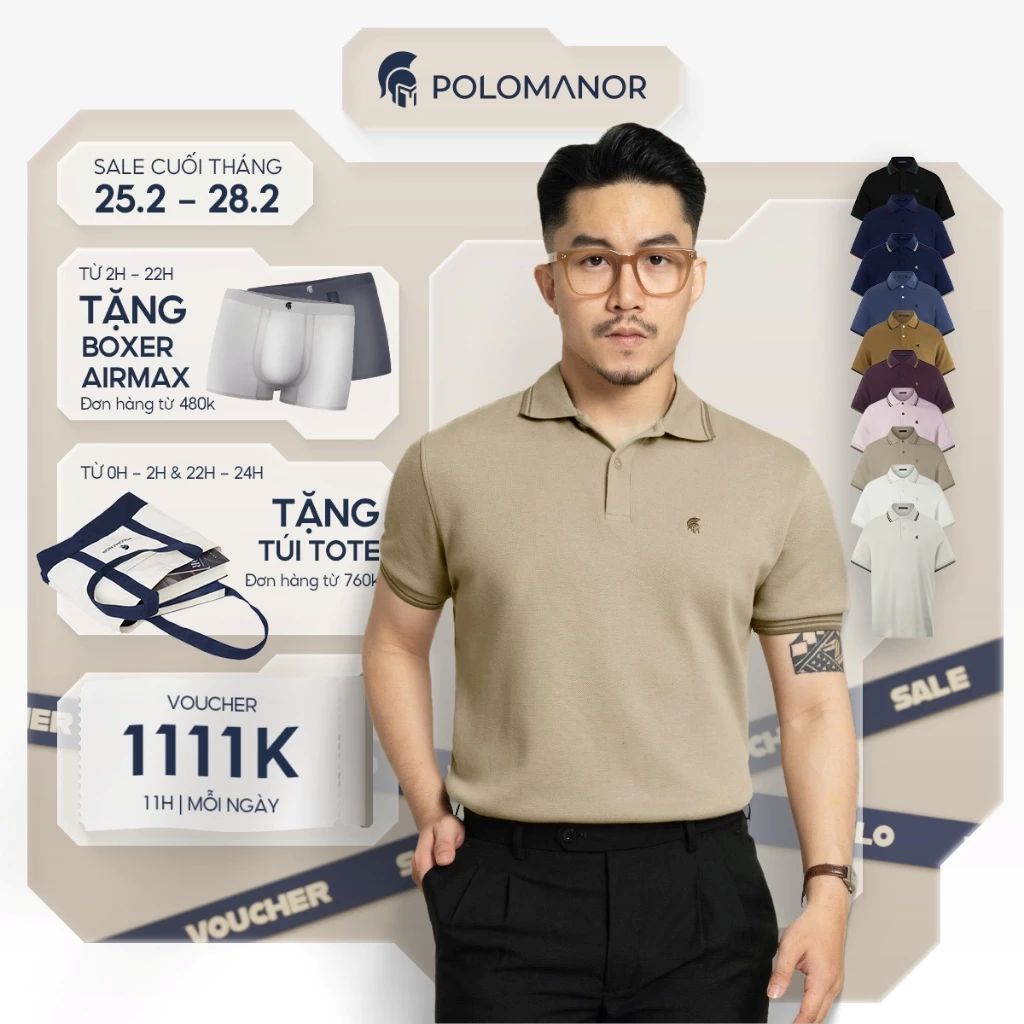 POLOMANOR
SALE CUỐI THÁNG
25.2 – 28.2
TỪ 2H – 22H
TẶNG
BOXER
AIRMAX
Đơn hàng từ 480k
TỪ 0H – 2H & 22H – 24H
TẶNG
TÚI TOTE
Đơn hàng từ 760k
POLOMANOR
VOUCHER
1111K
11H | MỖI NGÀY
SALE
VOUCHER